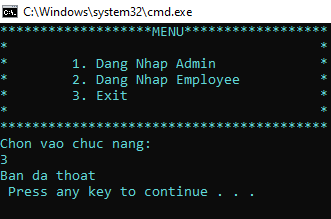 C:\Windows\system32\cmd.exe
********************MENU*******************
* *
* 1. Dang Nhap Admin *
* 2. Dang Nhap Employee *
* 3. Exit *
* *
*******************************************
Chon vao chuc nang:
3
Ban da thoat
Press any key to continue . . .